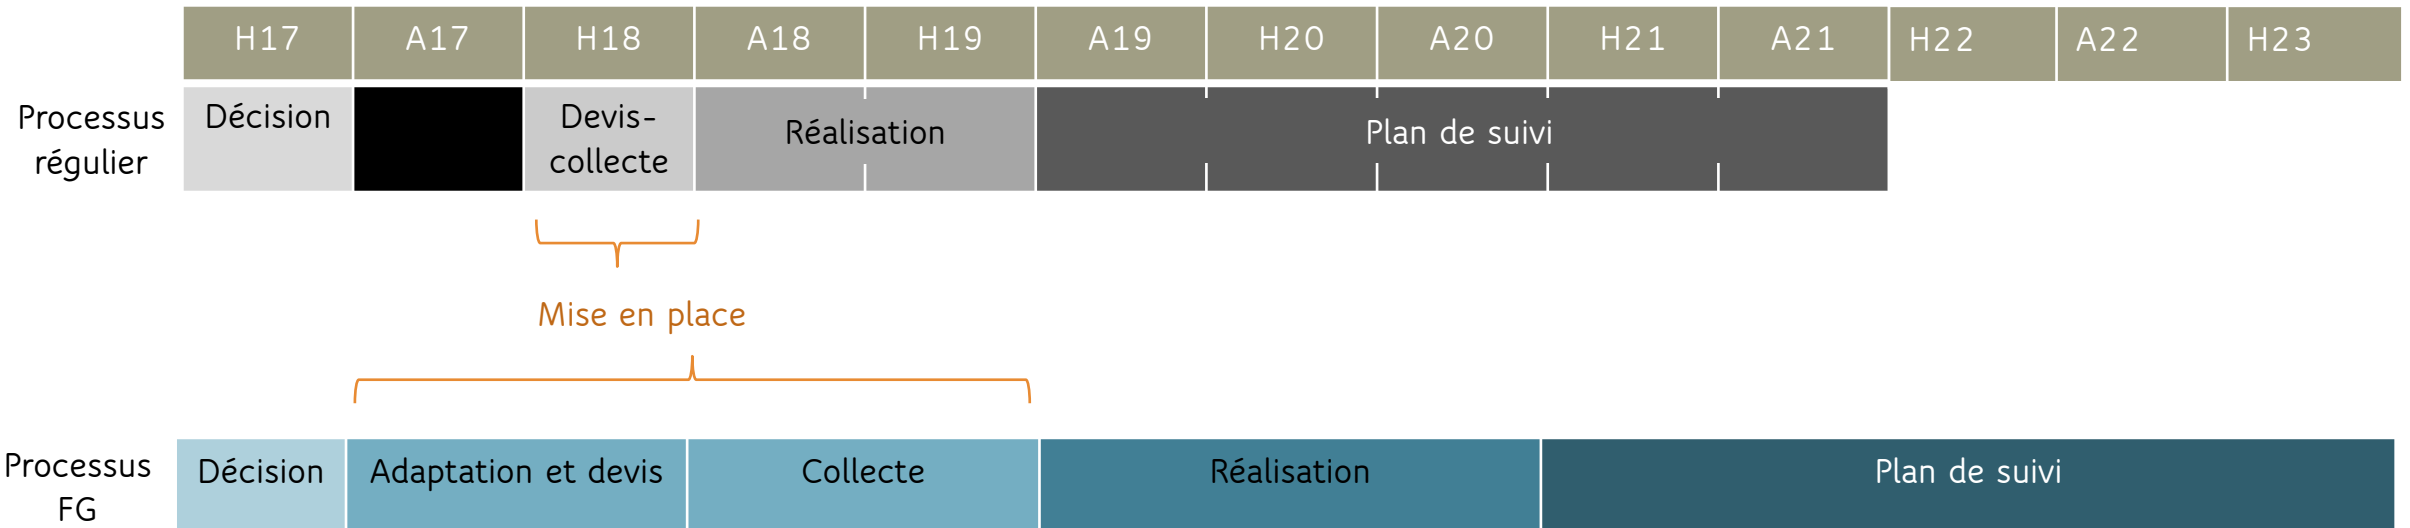 H17 A17 H18 A18 H19 A19 H20 A20 H21 A21 H22 A22 H23
Processus
régulier
Décision
Devis-
collecte
Réalisation
Plan de suivi
Mise en place
Processus
FG
Décision
Adaptation et devis
Collecte
Réalisation
Plan de suivi